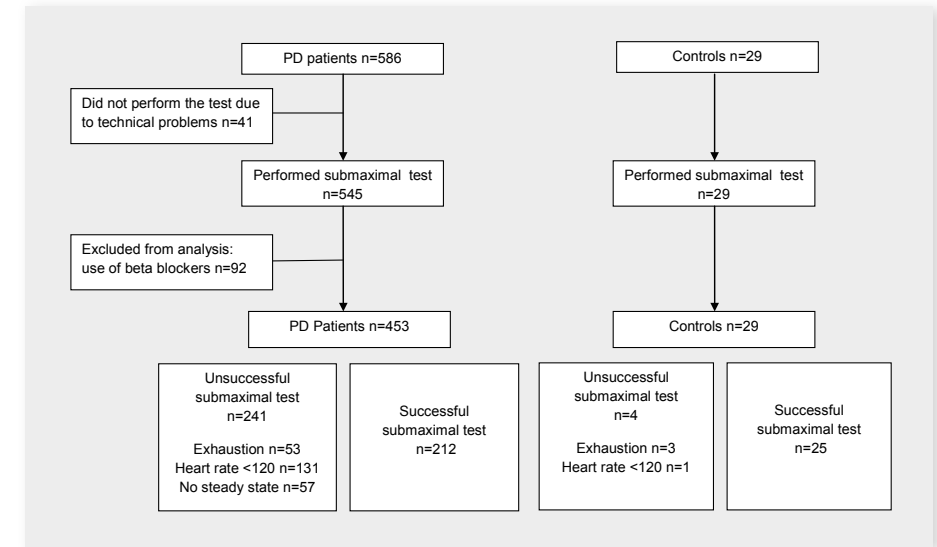 PD patients n=586
Did not perform the test due
to technical problems n=41
Performed submaximal test
n=545
Excluded from analysis:
use of beta blockers n=92
PD Patients n=453
Unsuccessful
submaximal test
n=241
Exhaustion n=53
Heart rate <120 n=131
No steady state n=57
Successful
submaximal test
n=212
Controls n=29
Performed submaximal test
n=29
Controls n=29
Unsuccessful
submaximal test
n=4
Exhaustion n=3
Heart rate <120 n=1
Successful
submaximal test
n=25